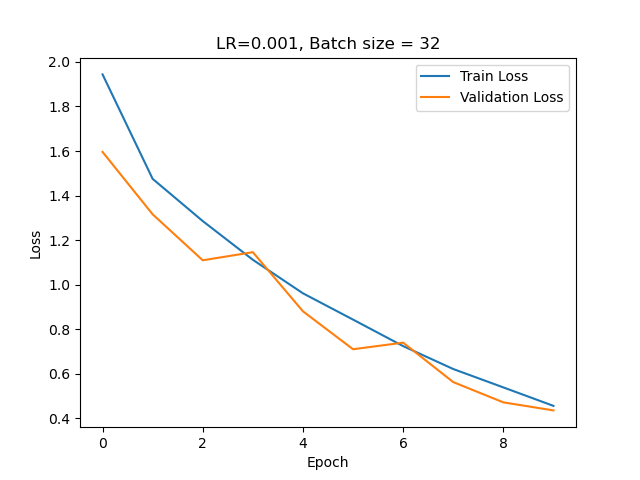 LR=0.001, Batch size = 32
Train Loss
Validation Loss
2.0
1.8
1.6
1.4
1.2
1.0
0.8
0.6
0.4
Loss
0 2 4 6 8
Epoch